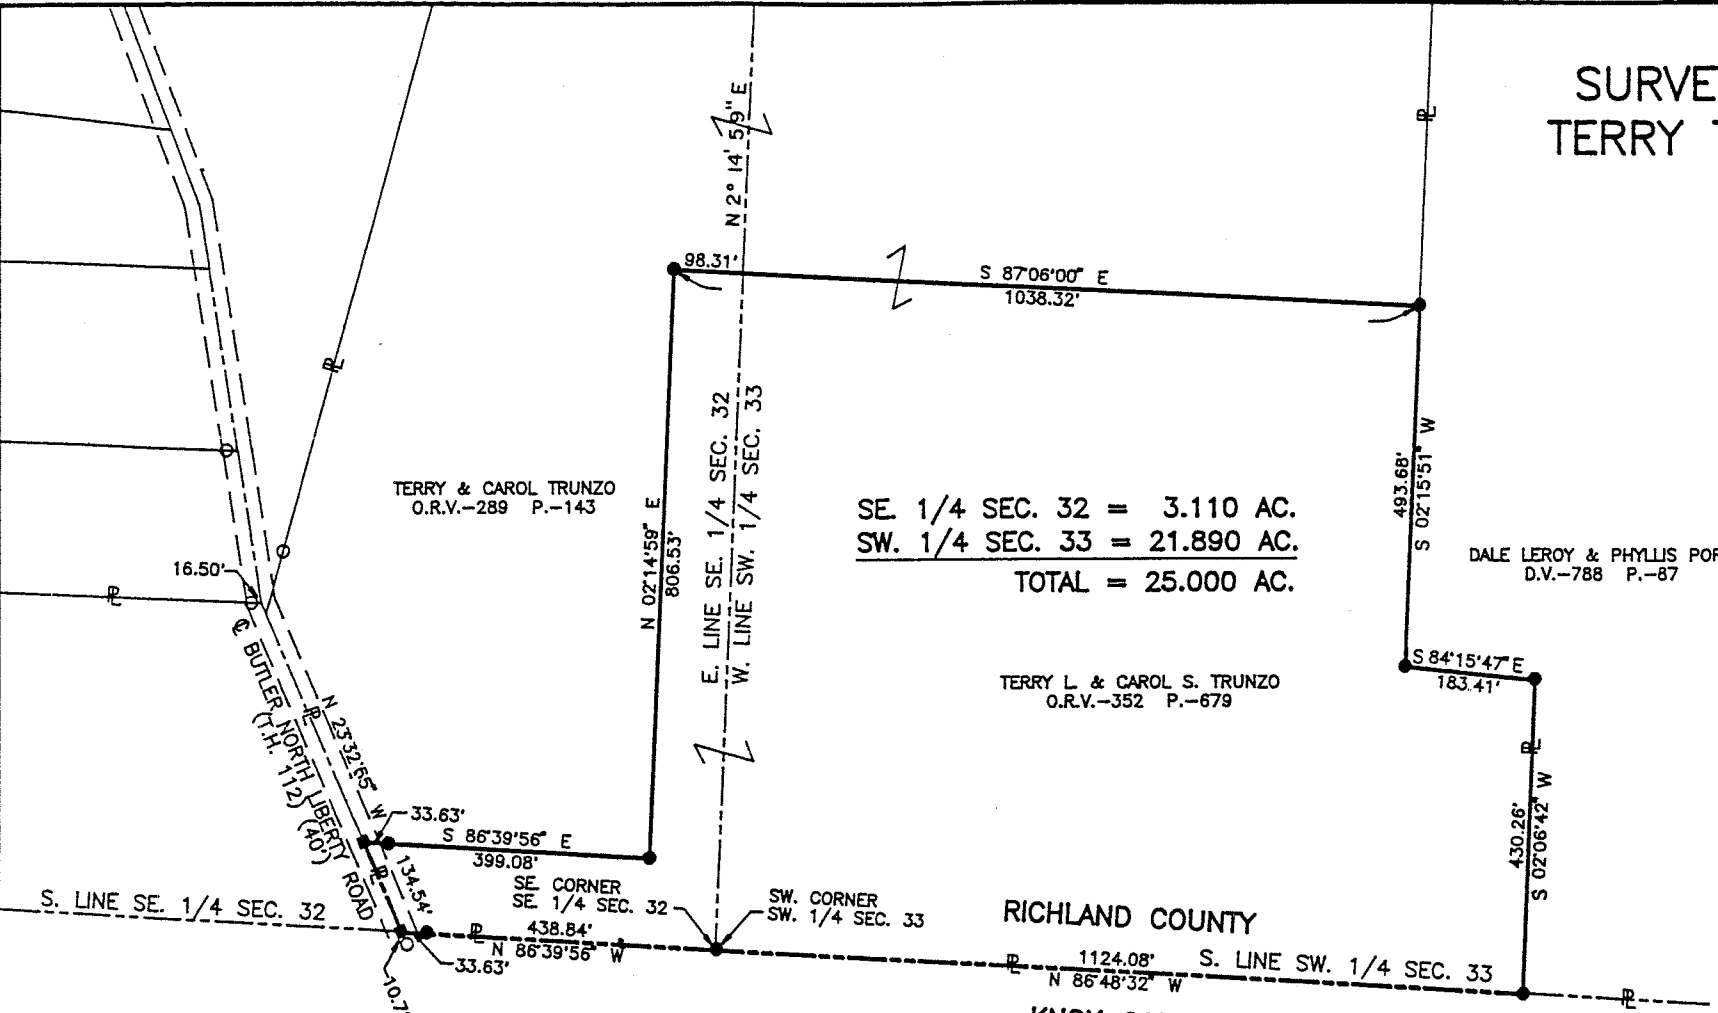 SURVE
TERRY
N 2° 14' 59" E
98.31'
S 87°06'00" E
1038.32'
TERRY & CAROL TRUNZO
O.R.V.-289 P.-143
N 02°14'59" E
806.53'
E. LINE SE. 1/4 SEC. 32
W. LINE SW. 1/4 SEC. 33
SE. 1/4 SEC. 32 = 3.110 AC.
SW. 1/4 SEC. 33 = 21.890 AC.
TOTAL = 25.000 AC.
493.68'
S 02°15'51" W
DALE LEROY & PHYLLIS POR
D.V.-788 P.-87
16.50'
℄ BUTLER NORTH LIBERTY ROAD
(T.H. 112) (40')
N 23°32'65" W
TERRY L. & CAROL S. TRUNZO
O.R.V.-352 P.-679
S 84°15'47" E
183.41'
430.26'
S 02°06'42" W
33.63'
S 86°39'56" E
399.08'
134.54'
SE. CORNER
SE. 1/4 SEC. 32
SW. CORNER
SW. 1/4 SEC. 33
S. LINE SE. 1/4 SEC. 32
438.84'
N 86°39'56" W
33.63'
10.7
RICHLAND COUNTY
1124.08'
N 86°48'32" W
S. LINE SW. 1/4 SEC. 33